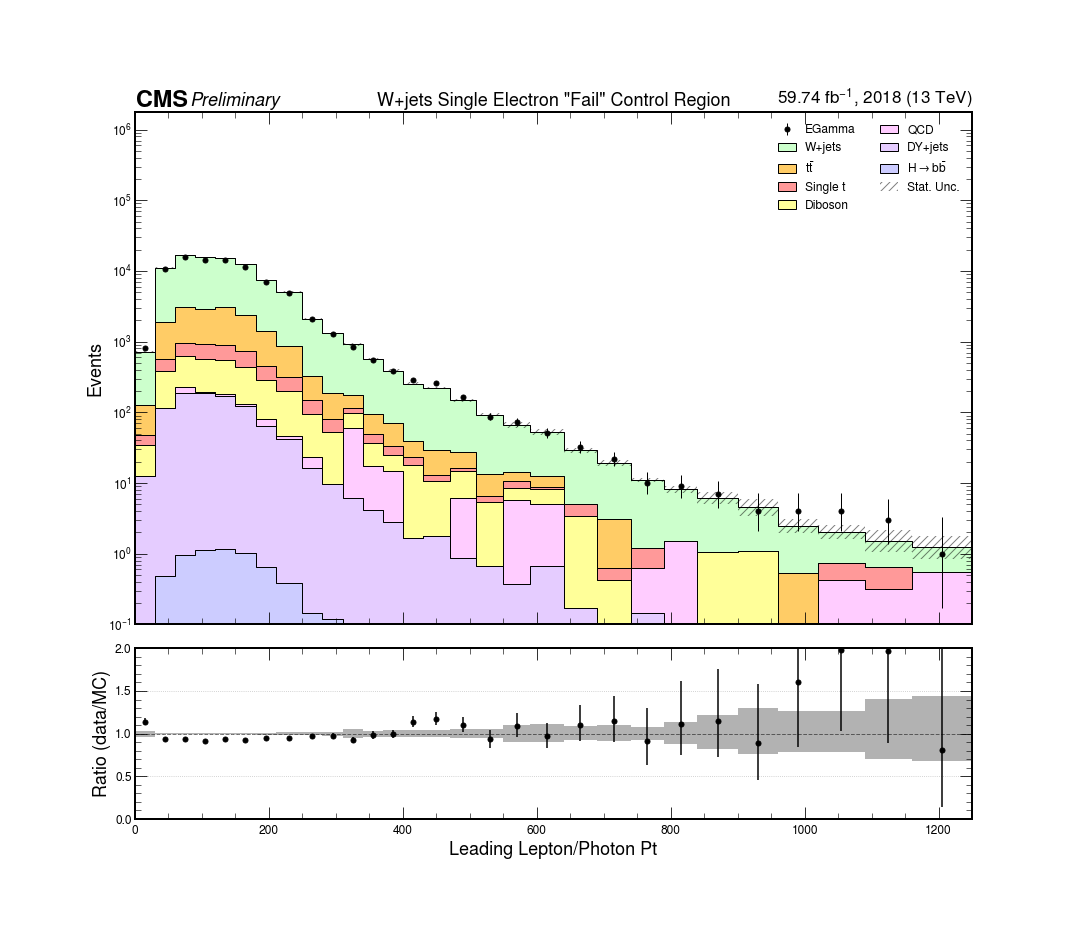 CMS Preliminary W+jets Single Electron "Fail" Control Region 59.74 fb⁻¹, 2018 (13 TeV)
EGamma
W+jets
tt̄
Single t
Diboson
QCD
DY+jets
H→bb̄
Stat. Unc.
Events
10⁶
10⁵
10⁴
10³
10²
10¹
10⁰
10⁻¹
Ratio (data/MC)
2.0
1.5
1.0
0.5
0.0
0 200 400 600 800 1000 1200
Leading Lepton/Photon Pt